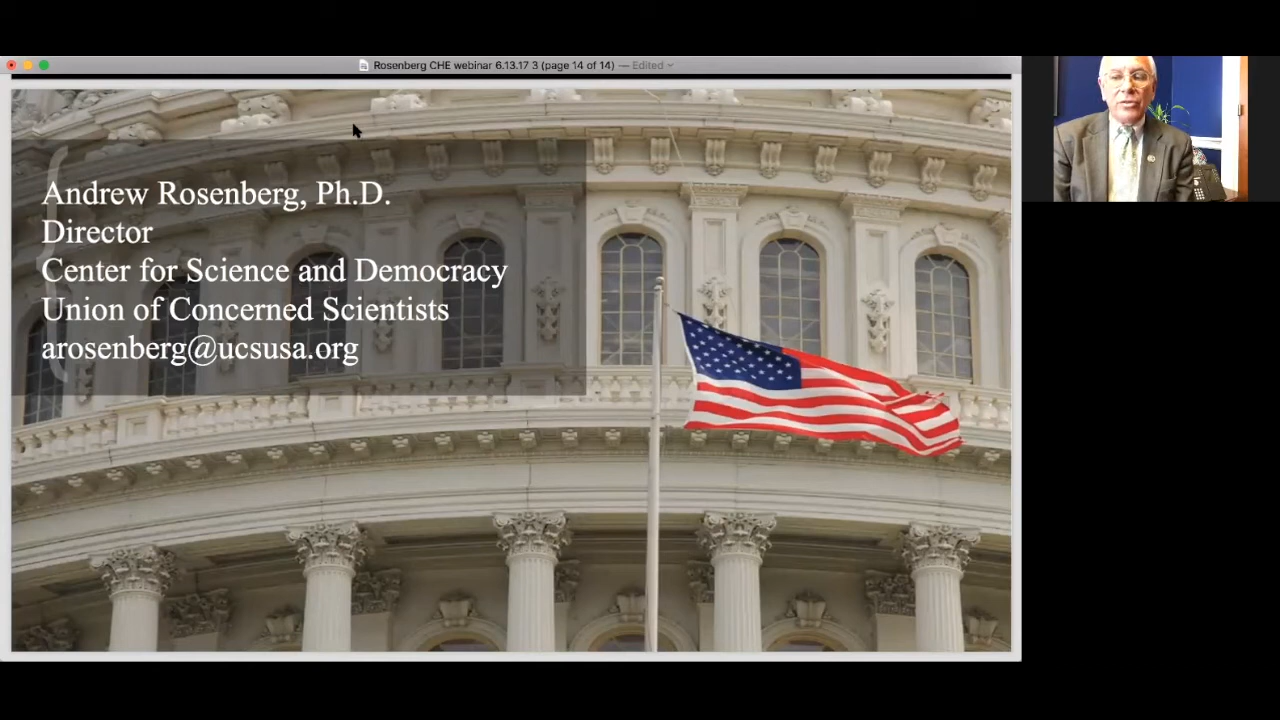 Rosenberg CHE webinar 6.13.17 3 (page 14 of 14) — Edited
Andrew Rosenberg, Ph.D.
Director
Center for Science and Democracy
Union of Concerned Scientists
arosenberg@ucsusa.org